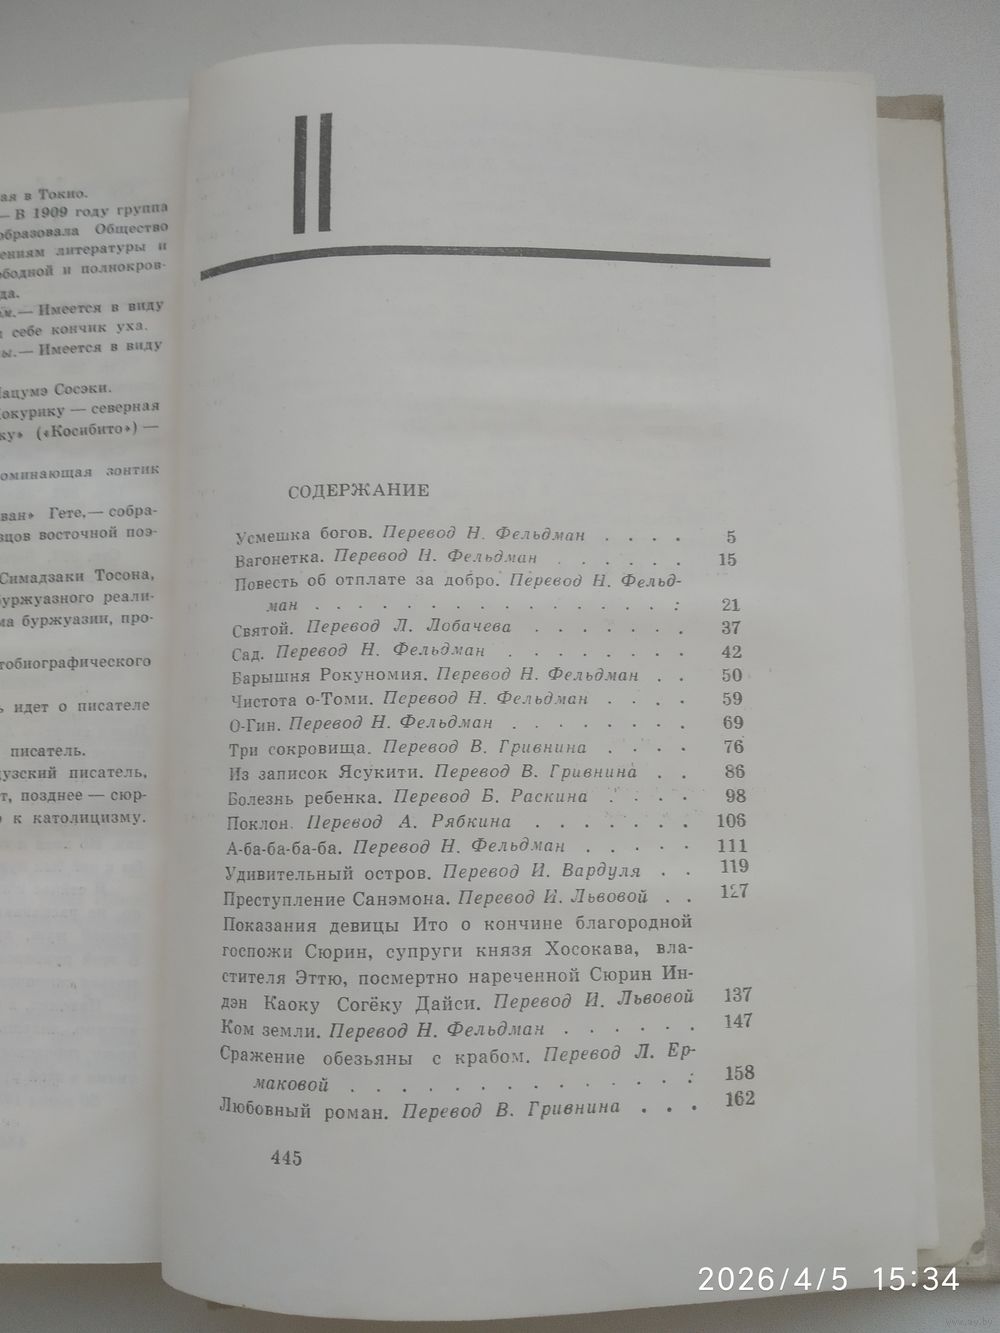 ая в Токио.
— В 1909 году группа
образовала Общество
ениям литературы и
ободной и полнокров-
да.
— Имеется в виду
себе кончик уха.
ы.— Имеется в виду
Нацумэ Сосэки.
Хокурику — северная
ку» («Косибито») —
поминающая зонтик
ван» Гете,— собра-
зцов восточной поэ-
Симадзаки Тосона,
буржуазного реали-
ма буржуазии, про-
тобиографического
ь идет о писателе
писатель.
узский писатель,
т, позднее — сюр-
о к католицизму.
II
СОДЕРЖАНИЕ
Усмешка богов. Перевод Н. Фельдман . . . . 5
Вагонетка. Перевод Н. Фельдман . . . . . . 15
Повесть об отплате за добро. Перевод Н. Фельд-
ман . . . . . . . . . . . . . . . . : 21
Святой. Перевод Л. Лобачева . . . . . . . 37
Сад. Перевод Н. Фельдман . . . . . . . . 42
Барышня Рокуномия. Перевод Н. Фельдман . . 50
Чистота о-Томи. Перевод Н. Фельдман . . . . 59
О-Гин. Перевод Н. Фельдман . . . . . . . 69
Три сокровища. Перевод В. Гривнина . . . . 76
Из записок Ясукити. Перевод В. Гривнина . . 86
Болезнь ребенка. Перевод Б. Раскина . . . . 98
Поклон. Перевод А. Рябкина . . . . . . . 106
А-ба-ба-ба-ба. Перевод Н. Фельдман . . . . . 111
Удивительный остров. Перевод И. Вардуля . . 119
Преступление Санэмона. Перевод И. Львовой . . 127
Показания девицы Ито о кончине благородной
госпожи Сюрин, супруги князя Хосокава, вла-
стителя Эттю, посмертно нареченной Сюрин Ин-
дэн Каоку Согёку Дайси. Перевод И. Львовой 137
Ком земли. Перевод Н. Фельдман . . . . . . 147
Сражение обезьяны с крабом. Перевод Л. Ер-
маковой . . . . . . . . . . . . . . : 158
Любовный роман. Перевод В. Гривнина . . . 162
445
2026/4/5 15:34
www.ay.by